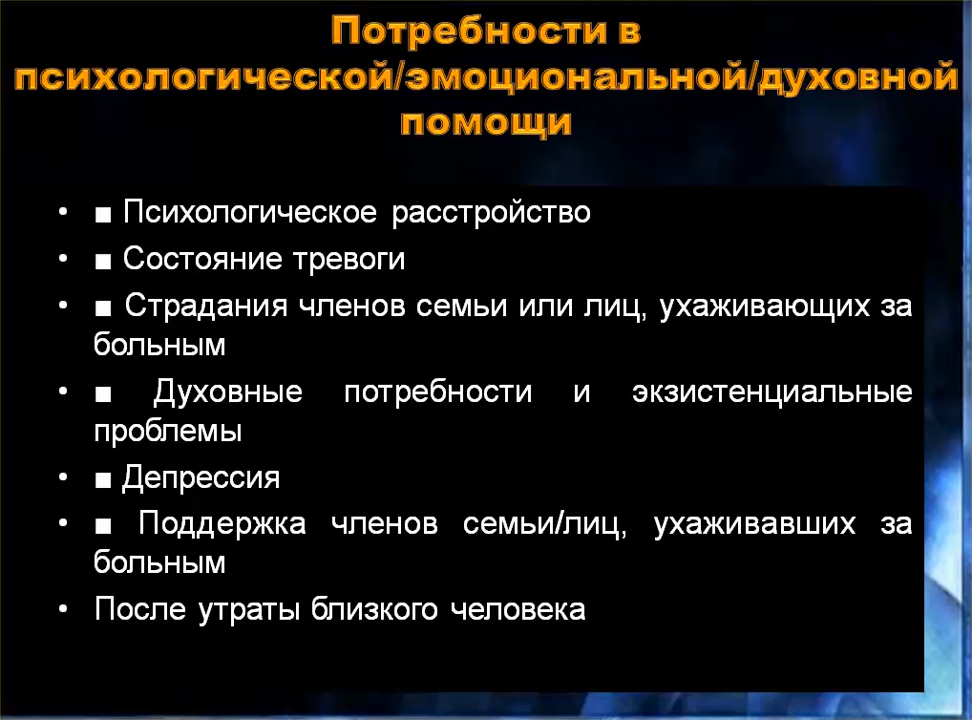 Потребности в
психологической/эмоциональной/духовной
помощи
• ■ Психологическое расстройство
• ■ Состояние тревоги
• ■ Страдания членов семьи или лиц, ухаживающих за
больным
• ■ Духовные потребности и экзистенциальные
проблемы
• ■ Депрессия
• ■ Поддержка членов семьи/лиц, ухаживавших за
больным
• После утраты близкого человека